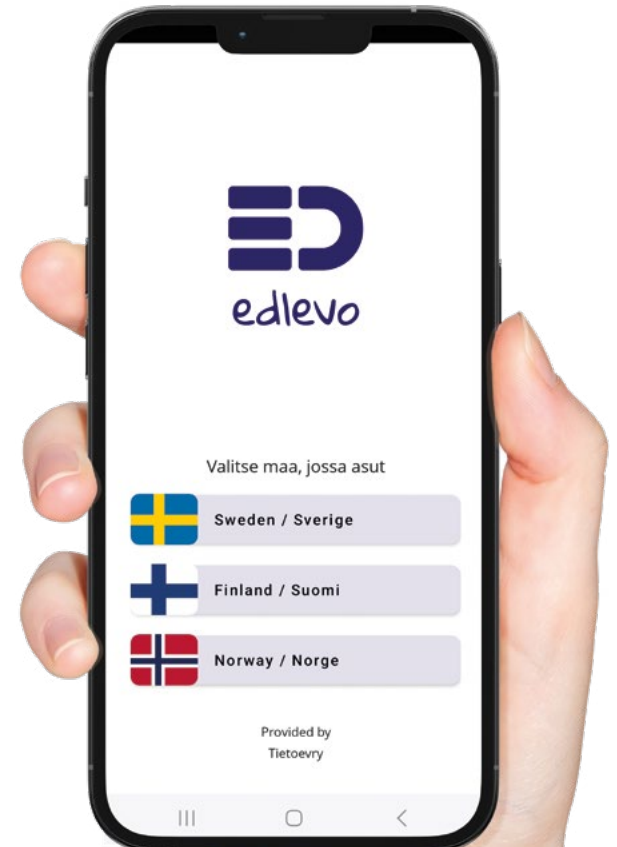 edlevo
Valitse maa, jossa asut
Sweden / Sverige
Finland / Suomi
Norway / Norge
Provided by
Tietoevry